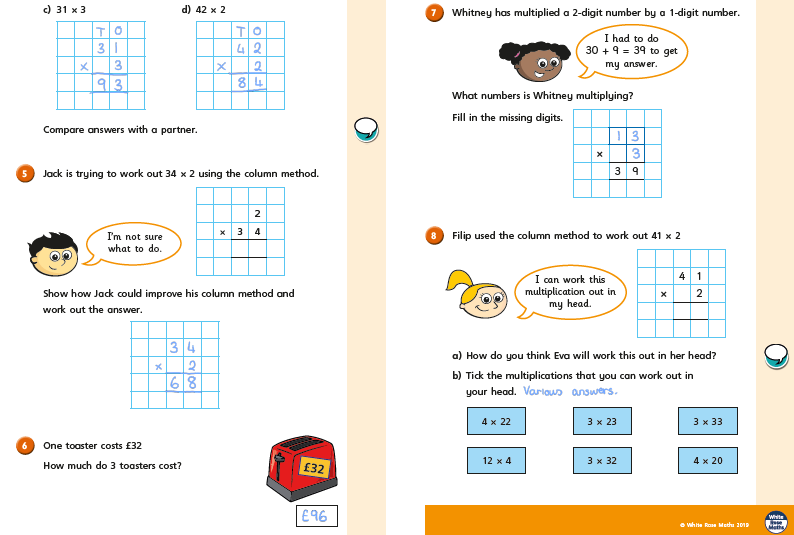 c) 31 × 3
T O
3 1
× 3
9 3
d) 42 × 2
T O
4 2
× 2
8 4
Compare answers with a partner.
5 Jack is trying to work out 34 × 2 using the column method.
I'm not sure
what to do.
2
× 3 4
Show how Jack could improve his column method and
work out the answer.
3 4
× 2
6 8
6 One toaster costs £32
How much do 3 toasters cost?
£32
£96
7 Whitney has multiplied a 2-digit number by a 1-digit number.
I had to do
30 + 9 = 39 to get
my answer.
What numbers is Whitney multiplying?
Fill in the missing digits.
1 3
× 3
3 9
8 Filip used the column method to work out 41 × 2
I can work this
multiplication out in
my head.
4 1
× 2
a) How do you think Eva will work this out in her head?
b) Tick the multiplications that you can work out in
your head. Various answers.
4 × 22
3 × 23
3 × 33
12 × 4
3 × 32
4 × 20
© White Rose Maths 2019
White
Rose
Maths